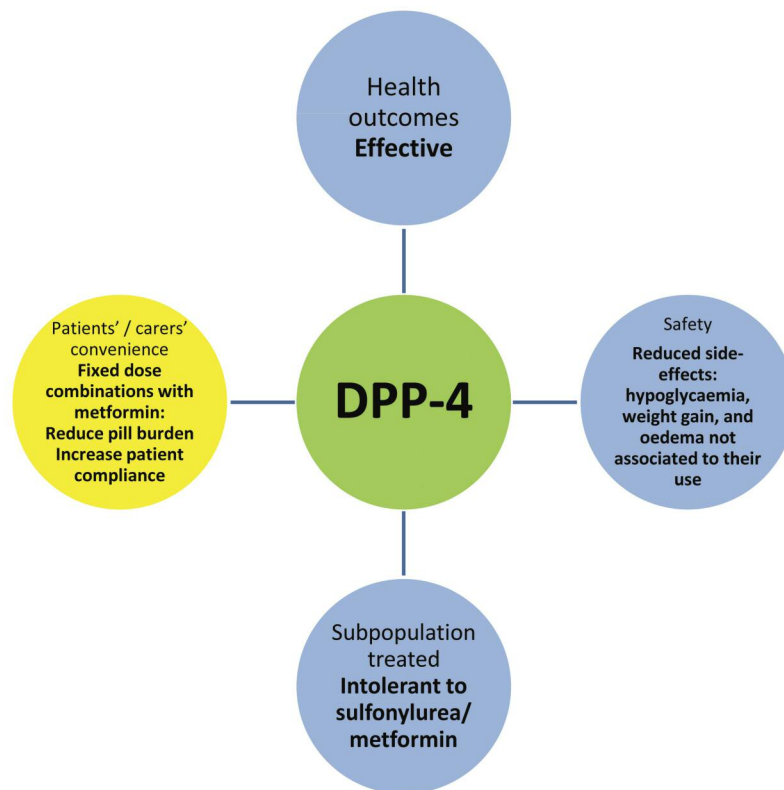 Health
outcomes
Effective
Patients’ / carers’
convenience
Fixed dose
combinations with
metformin:
Reduce pill burden
Increase patient
compliance
DPP-4
Safety
Reduced side-
effects:
hypoglycaemia,
weight gain, and
oedema not
associated to their
use
Subpopulation
treated
Intolerant to
sulfonylurea/
metformin